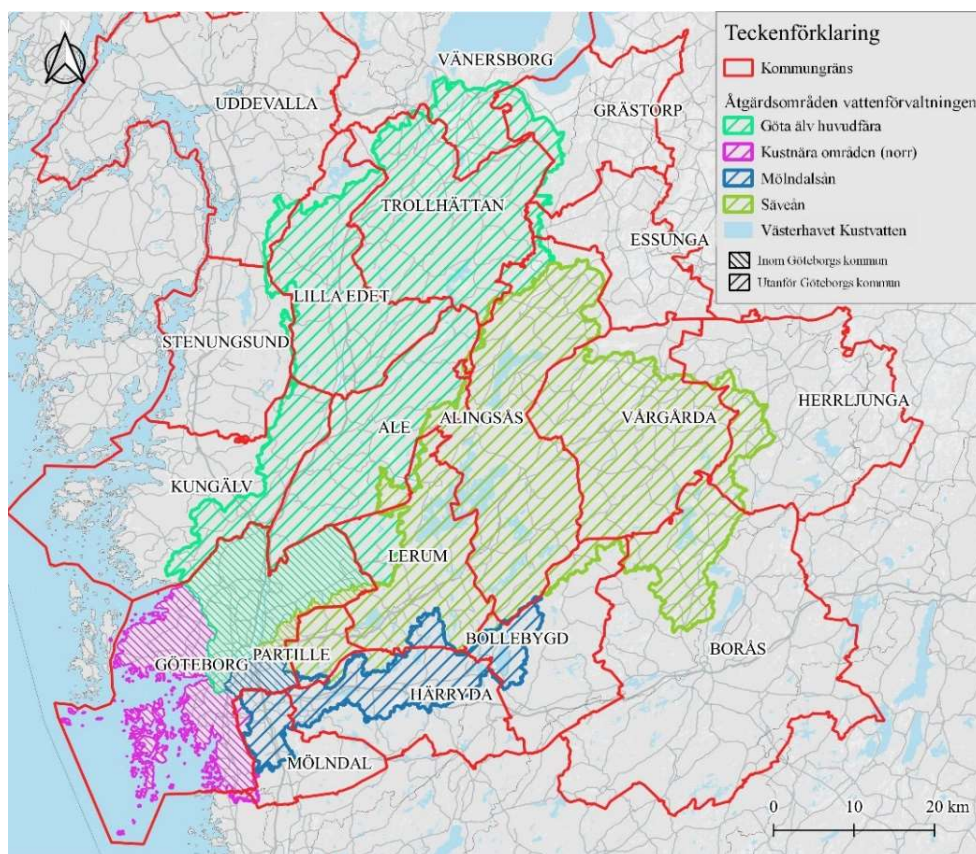 Teckenförklaring
Kommungräns
Åtgärdsområden vattenförvaltningen
Göta älv huvudfåra
Kustnära områden (norr)
Mölndalsån
Säveån
Västerhavet Kustvatten
Inom Göteborgs kommun
Utanför Göteborgs kommun
N
VÄNERSBORG
UDDEVALLA
GRÄSTORP
TROLLHÄTTAN
ESSUNGA
LILLA EDET
STENUNGSUND
HERRLJUNGA
ALE
ALINGSÅS
VÅRGÅRDA
KUNGÄLV
LERUM
BOLLEBYGD
PARTILLE
BORÅS
GÖTEBORG
HÄRRYDA
MÖLNDAL
0 10 20 km